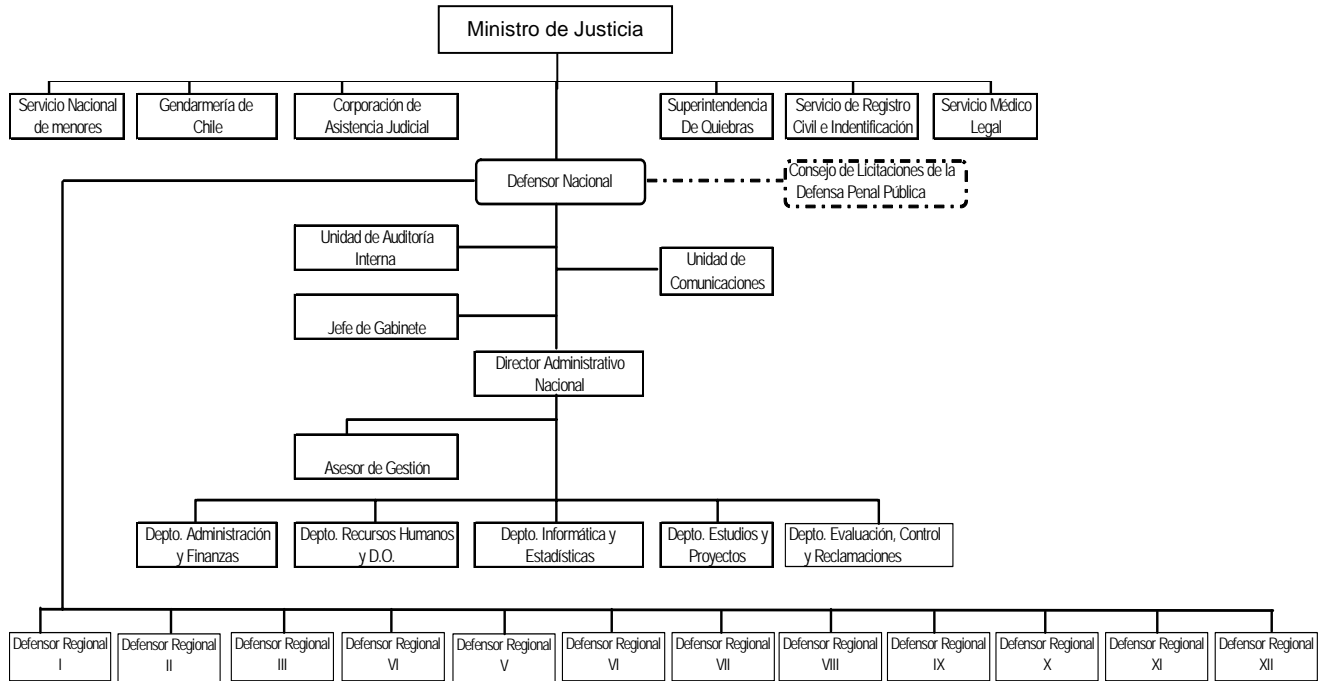 Ministro de Justicia
Servicio Nacional
de menores
Gendarmería de
Chile
Corporación de
Asistencia Judicial
Superintendencia
De Quiebras
Servicio de Registro
Civil e Indentificación
Servicio Médico
Legal
Defensor Nacional
Consejo de Licitaciones de la
Defensa Penal Pública
Unidad de Auditoría
Interna
Unidad de
Comunicaciones
Jefe de Gabinete
Director Administrativo
Nacional
Asesor de Gestión
Depto. Administración
y Finanzas
Depto. Recursos Humanos
y D.O.
Depto. Informática y
Estadísticas
Depto. Estudios y
Proyectos
Depto. Evaluación, Control
y Reclamaciones
Defensor Regional
I
Defensor Regional
II
Defensor Regional
III
Defensor Regional
VI
Defensor Regional
V
Defensor Regional
VI
Defensor Regional
VII
Defensor Regional
VIII
Defensor Regional
IX
Defensor Regional
X
Defensor Regional
XI
Defensor Regional
XII